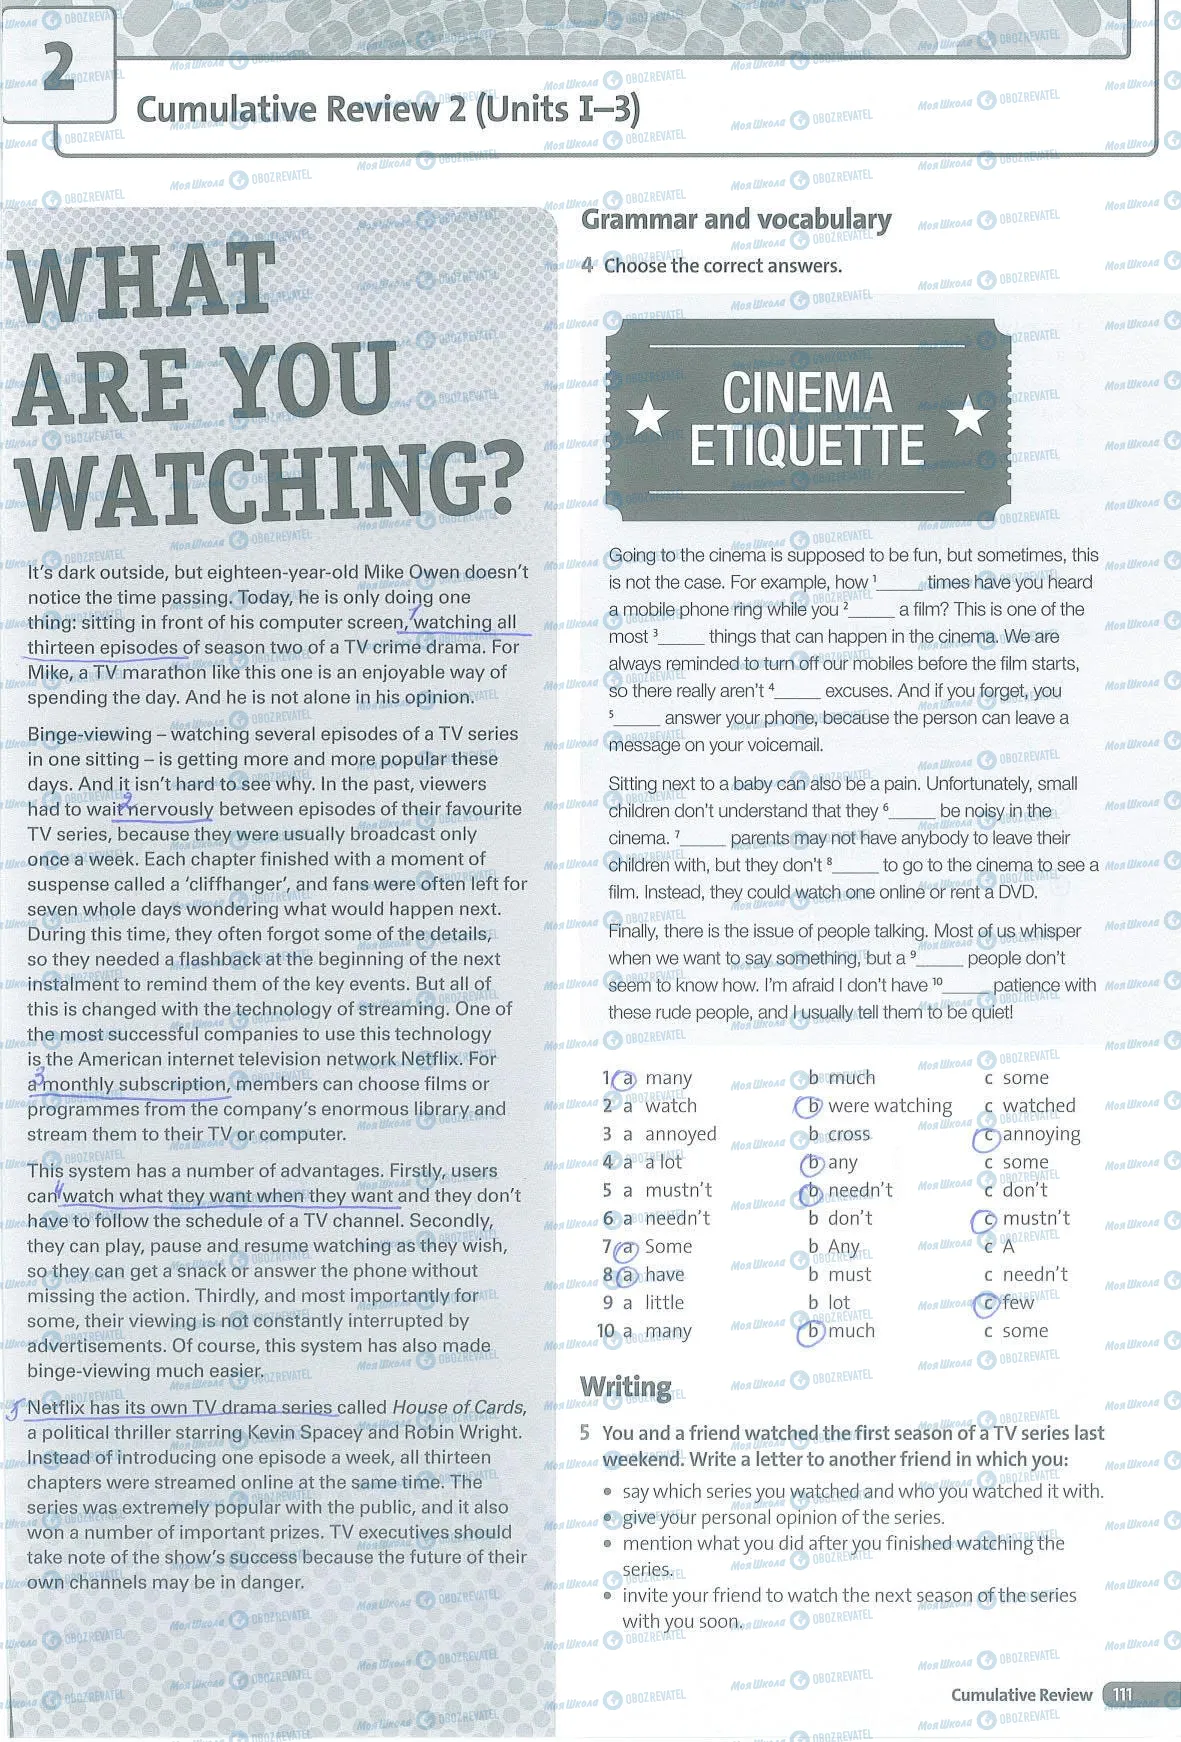 2
Cumulative Review 2 (Units I–3)
WHAT
ARE YOU
WATCHING?
It's dark outside, but eighteen-year-old Mike Owen doesn't
notice the time passing. Today, he is only doing one
thing: sitting in front of his computer screen, watching all
thirteen episodes of season two of a TV crime drama. For
Mike, a TV marathon like this one is an enjoyable way of
spending the day. And he is not alone in his opinion.
Binge-viewing – watching several episodes of a TV series
in one sitting – is getting more and more popular these
days. And it isn't hard to see why. In the past, viewers
had to wait nervously between episodes of their favourite
TV series, because they were usually broadcast only
once a week. Each chapter finished with a moment of
suspense called a 'cliffhanger', and fans were often left for
seven whole days wondering what would happen next.
During this time, they often forgot some of the details,
so they needed a flashback at the beginning of the next
instalment to remind them of the key events. But all of
this is changed with the technology of streaming. One of
the most successful companies to use this technology
is the American internet television network Netflix. For
a monthly subscription, members can choose films or
programmes from the company's enormous library and
stream them to their TV or computer.
This system has a number of advantages. Firstly, users
can watch what they want when they want and they don't
have to follow the schedule of a TV channel. Secondly,
they can play, pause and resume watching as they wish,
so they can get a snack or answer the phone without
missing the action. Thirdly, and most importantly for
some, their viewing is not constantly interrupted by
advertisements. Of course, this system has also made
binge-viewing much easier.
Netflix has its own TV drama series called House of Cards,
a political thriller starring Kevin Spacey and Robin Wright.
Instead of introducing one episode a week, all thirteen
chapters were streamed online at the same time. The
series was extremely popular with the public, and it also
won a number of important prizes. TV executives should
take note of the show's success because the future of their
own channels may be in danger.
1
2
3
4
5
Grammar and vocabulary
4 Choose the correct answers.
CINEMA
ETIQUETTE
Going to the cinema is supposed to be fun, but sometimes, this
is not the case. For example, how 1_____ times have you heard
a mobile phone ring while you 2_____ a film? This is one of the
most 3_____ things that can happen in the cinema. We are
always reminded to turn off our mobiles before the film starts,
so there really aren't 4_____ excuses. And if you forget, you
5_____ answer your phone, because the person can leave a
message on your voicemail.
Sitting next to a baby can also be a pain. Unfortunately, small
children don't understand that they 6_____ be noisy in the
cinema. 7_____ parents may not have anybody to leave their
children with, but they don't 8_____ to go to the cinema to see a
film. Instead, they could watch one online or rent a DVD.
Finally, there is the issue of people talking. Most of us whisper
when we want to say something, but a 9_____ people don't
seem to know how. I'm afraid I don't have 10_____ patience with
these rude people, and I usually tell them to be quiet!
1 a many b much c some
2 a watch b were watching c watched
3 a annoyed b cross c annoying
4 a a lot b any c some
5 a mustn't b needn't c don't
6 a needn't b don't c mustn't
7 a Some b Any c A
8 a have b must c needn't
9 a little b lot c few
10 a many b much c some
Writing
5 You and a friend watched the first season of a TV series last
weekend. Write a letter to another friend in which you:
• say which series you watched and who you watched it with.
• give your personal opinion of the series.
• mention what you did after you finished watching the
series.
• invite your friend to watch the next season of the series
with you soon.
Cumulative Review 111
Моя Школа OBOZREVATEL